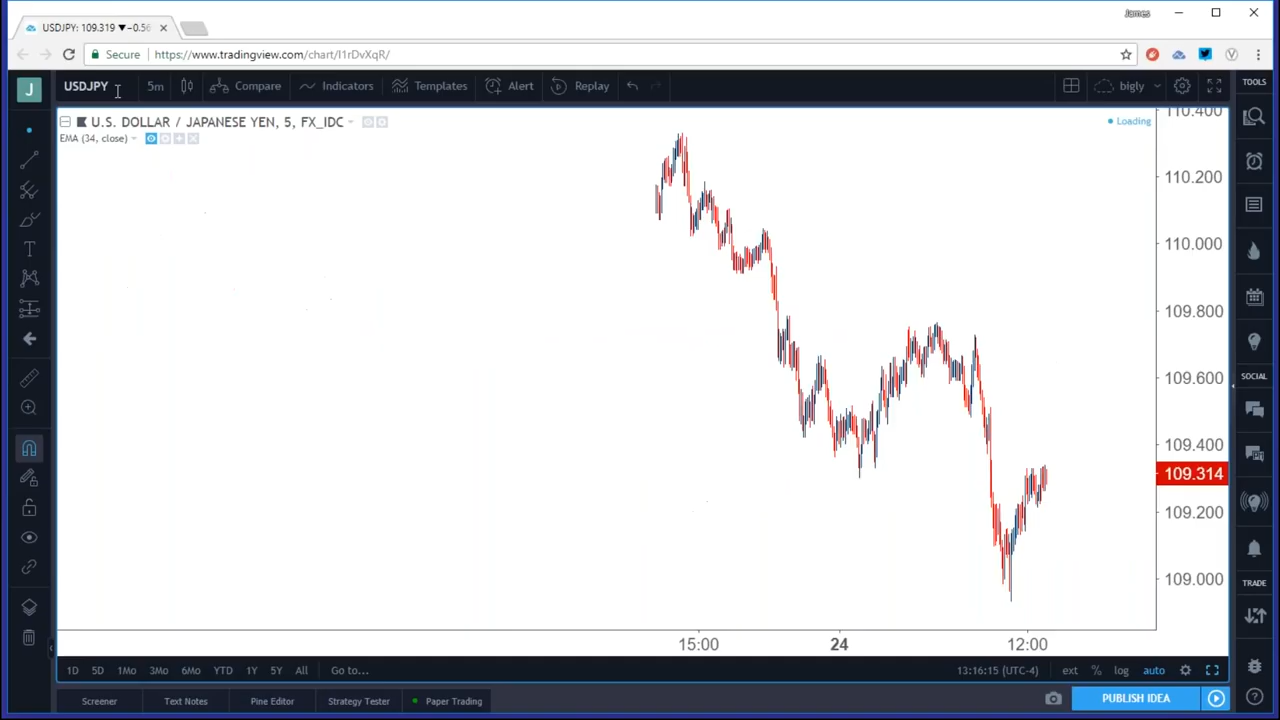 James
USDJPY: 109.319 ▼-0.56
Secure https://www.tradingview.com/chart/I1rDvXqR/
J USDJPY 5m Compare Indicators Templates Alert Replay bigly TOOLS
110.400
U.S. DOLLAR / JAPANESE YEN, 5, FX_IDC Loading
EMA (34, close)
110.200
110.000
109.800
109.600
SOCIAL
109.400
109.314
109.200
109.000
TRADE
15:00 24 12:00
1D 5D 1Mo 3Mo 6Mo YTD 1Y 5Y All Go to... 13:16:15 (UTC-4) ext % log auto
Screener Text Notes Pine Editor Strategy Tester Paper Trading PUBLISH IDEA